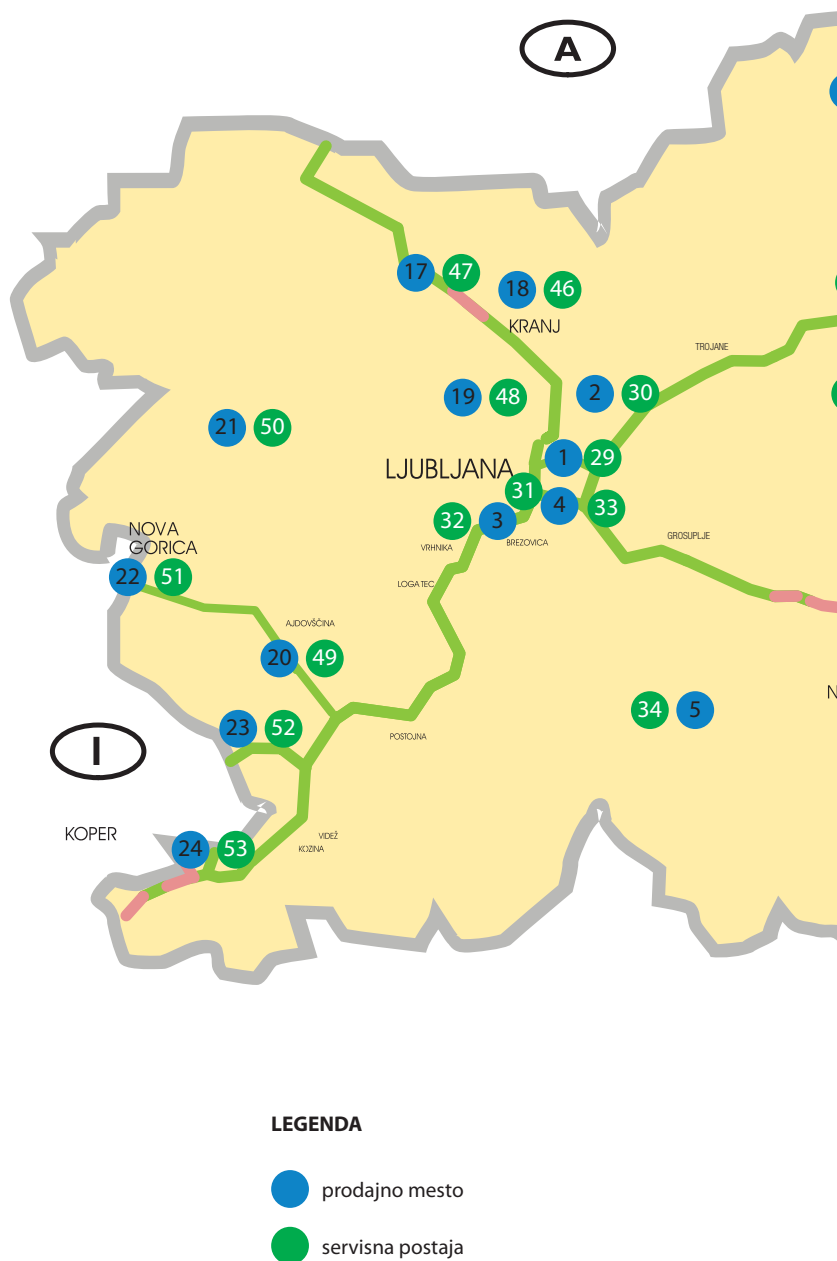 A
17
47
18
46
KRANJ
TROJANE
19
48
2
30
21
50
LJUBLJANA
1
29
31
4
33
32
3
VRHNIKA
BREZOVICA
GROSUPLJE
NOVA
GORICA
22
51
LOGATEC
AJDOVŠČINA
20
49
34
5
N
23
52
POSTOJNA
I
KOPER
24
53
VIDEŽ
KOZINA
LEGENDA
prodajno mesto
servisna postaja